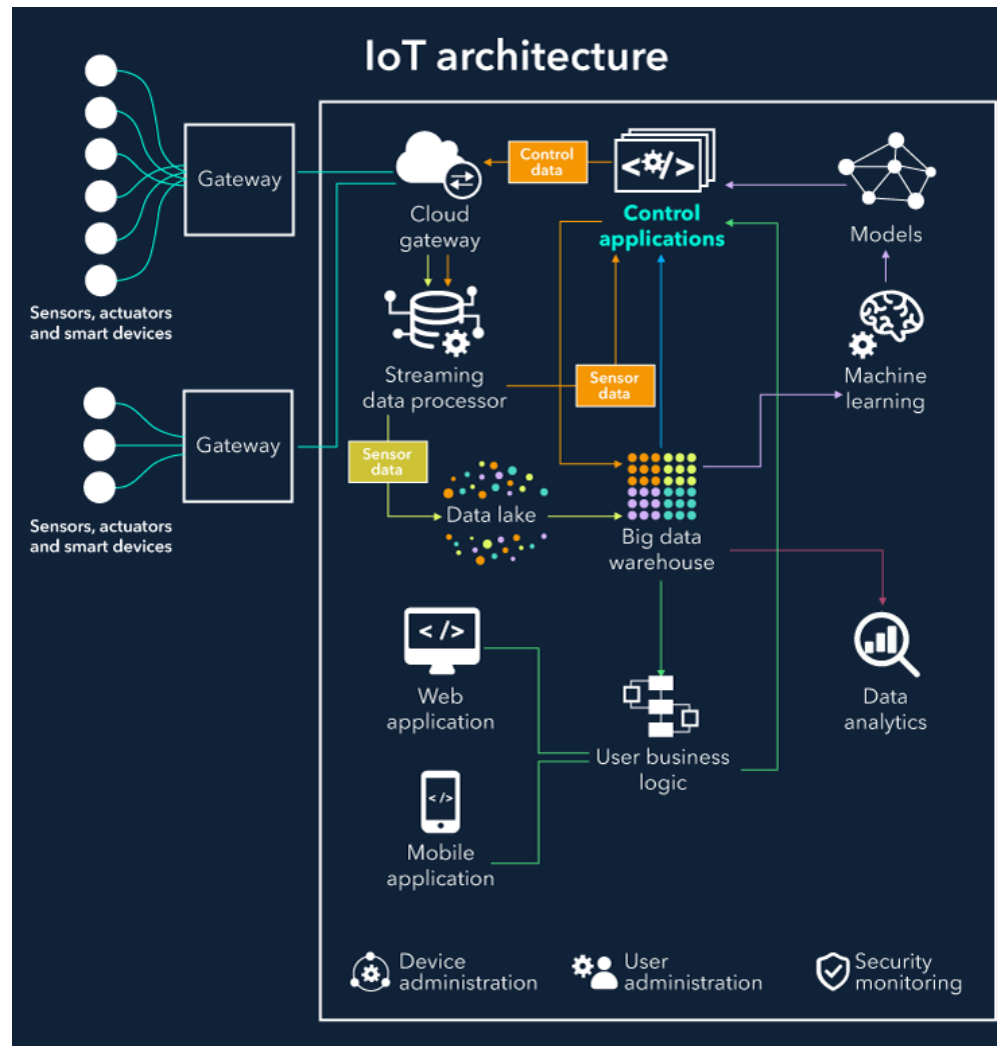 IoT architecture
Gateway
Sensors, actuators
and smart devices
Gateway
Sensors, actuators
and smart devices
Cloud
gateway
Control
data
</>
Control
applications
Models
Streaming
data processor
Sensor
data
Machine
learning
Sensor
data
Data lake
Big data
warehouse
</>
Web
application
User business
logic
Data
analytics
</>
Mobile
application
Device
administration
User
administration
Security
monitoring